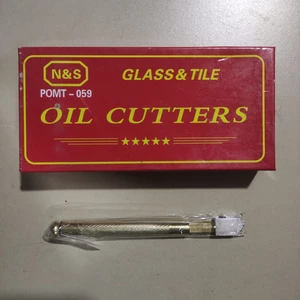 N&S
GLASS & TILE
POMT - 059
OIL CUTTERS